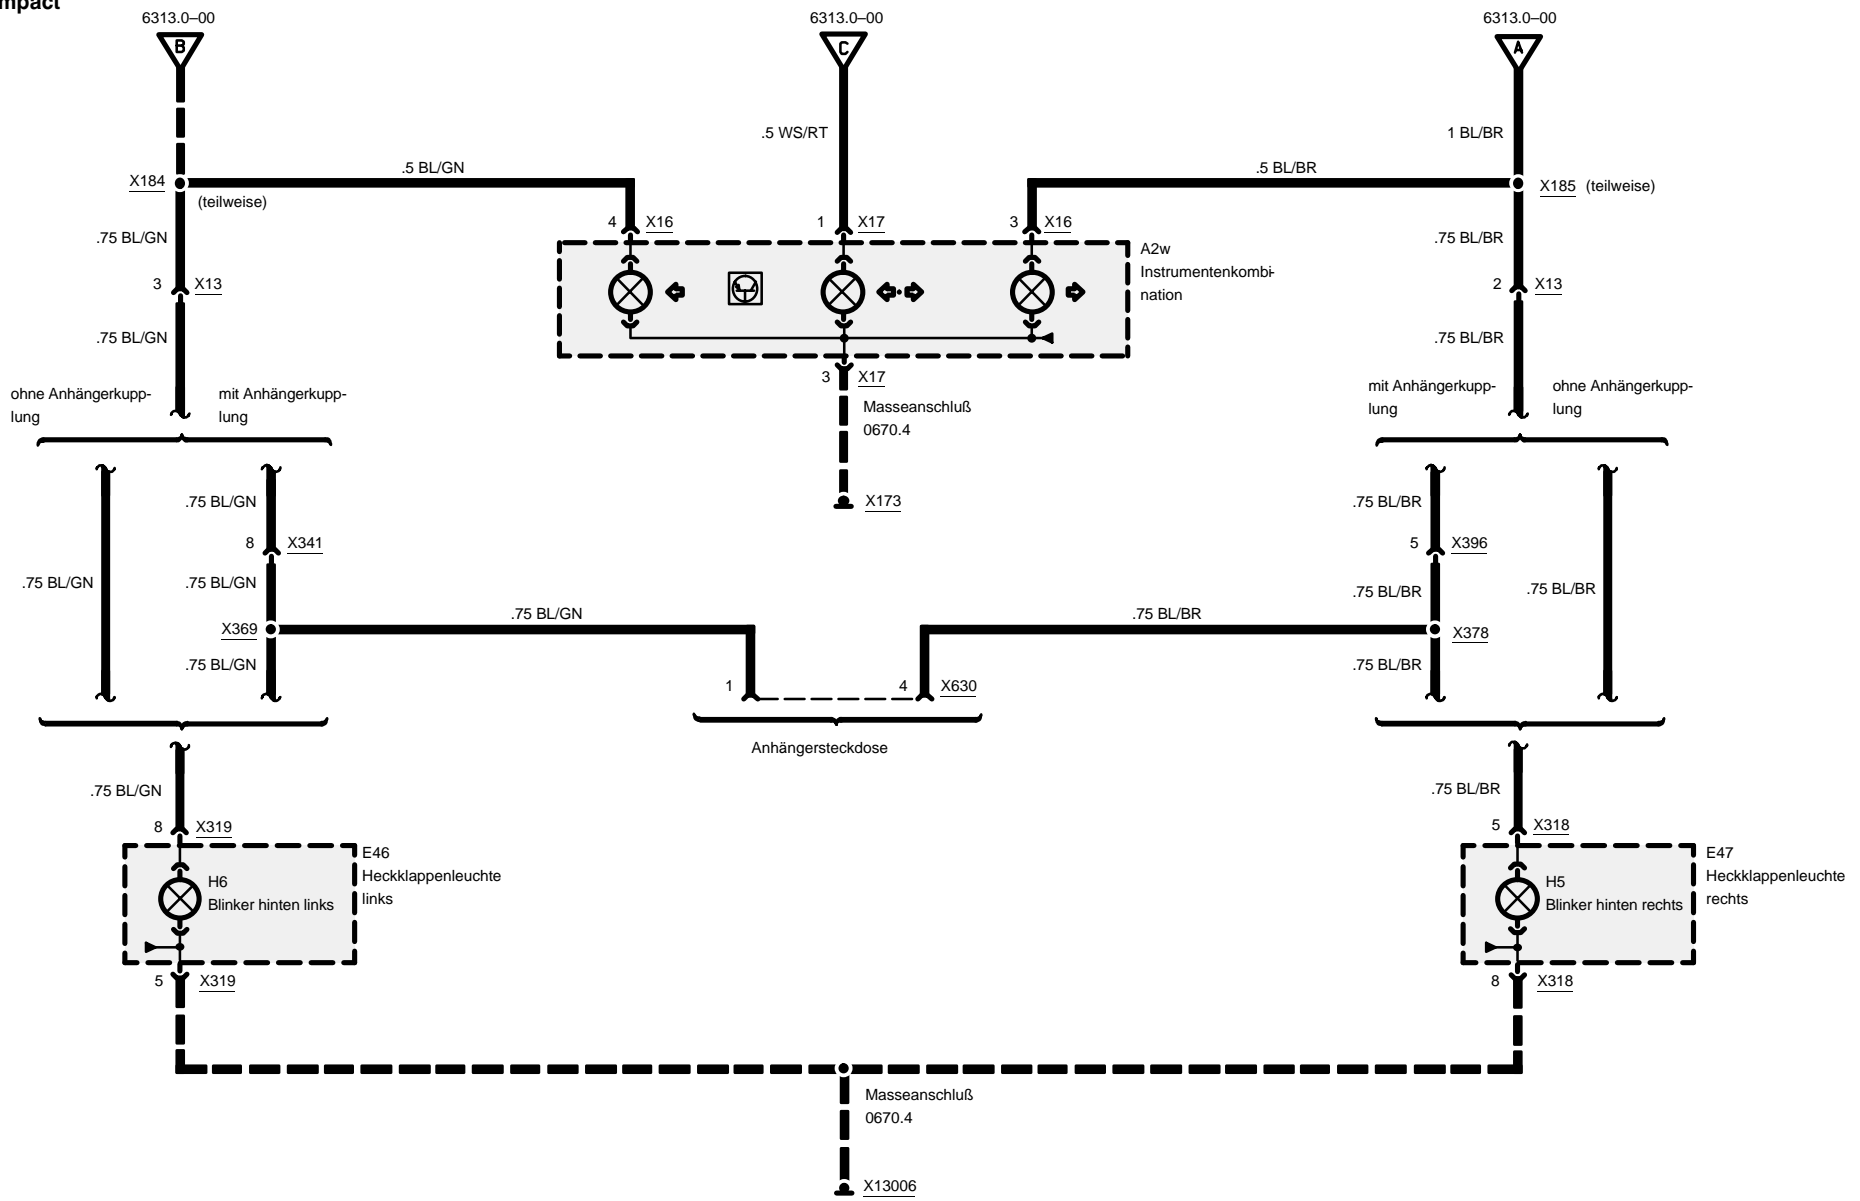 mpact
6313.0–00
6313.0–00
6313.0–00
B
C
A
.5 WS/RT
1 BL/BR
.5 BL/GN
.5 BL/BR
X184
(teilweise)
X185 (teilweise)
.75 BL/GN
4 X16
1 X17
3 X16
.75 BL/BR
A2w
Instrumentenkombi-
nation
3 X13
2 X13
.75 BL/GN
.75 BL/BR
3 X17
Masseanschluß
0670.4
X173
ohne Anhängerkupp-
lung
mit Anhängerkupp-
lung
mit Anhängerkupp-
lung
ohne Anhängerkupp-
lung
.75 BL/GN
.75 BL/BR
8 X341
5 X396
.75 BL/GN
.75 BL/GN
.75 BL/BR
.75 BL/BR
X369
.75 BL/GN
.75 BL/BR
X378
.75 BL/GN
.75 BL/BR
1
4 X630
Anhängersteckdose
.75 BL/GN
.75 BL/BR
8 X319
5 X318
E46
Heckklappenleuchte
links
H6
Blinker hinten links
E47
Heckklappenleuchte
rechts
H5
Blinker hinten rechts
5 X319
8 X318
Masseanschluß
0670.4
X13006